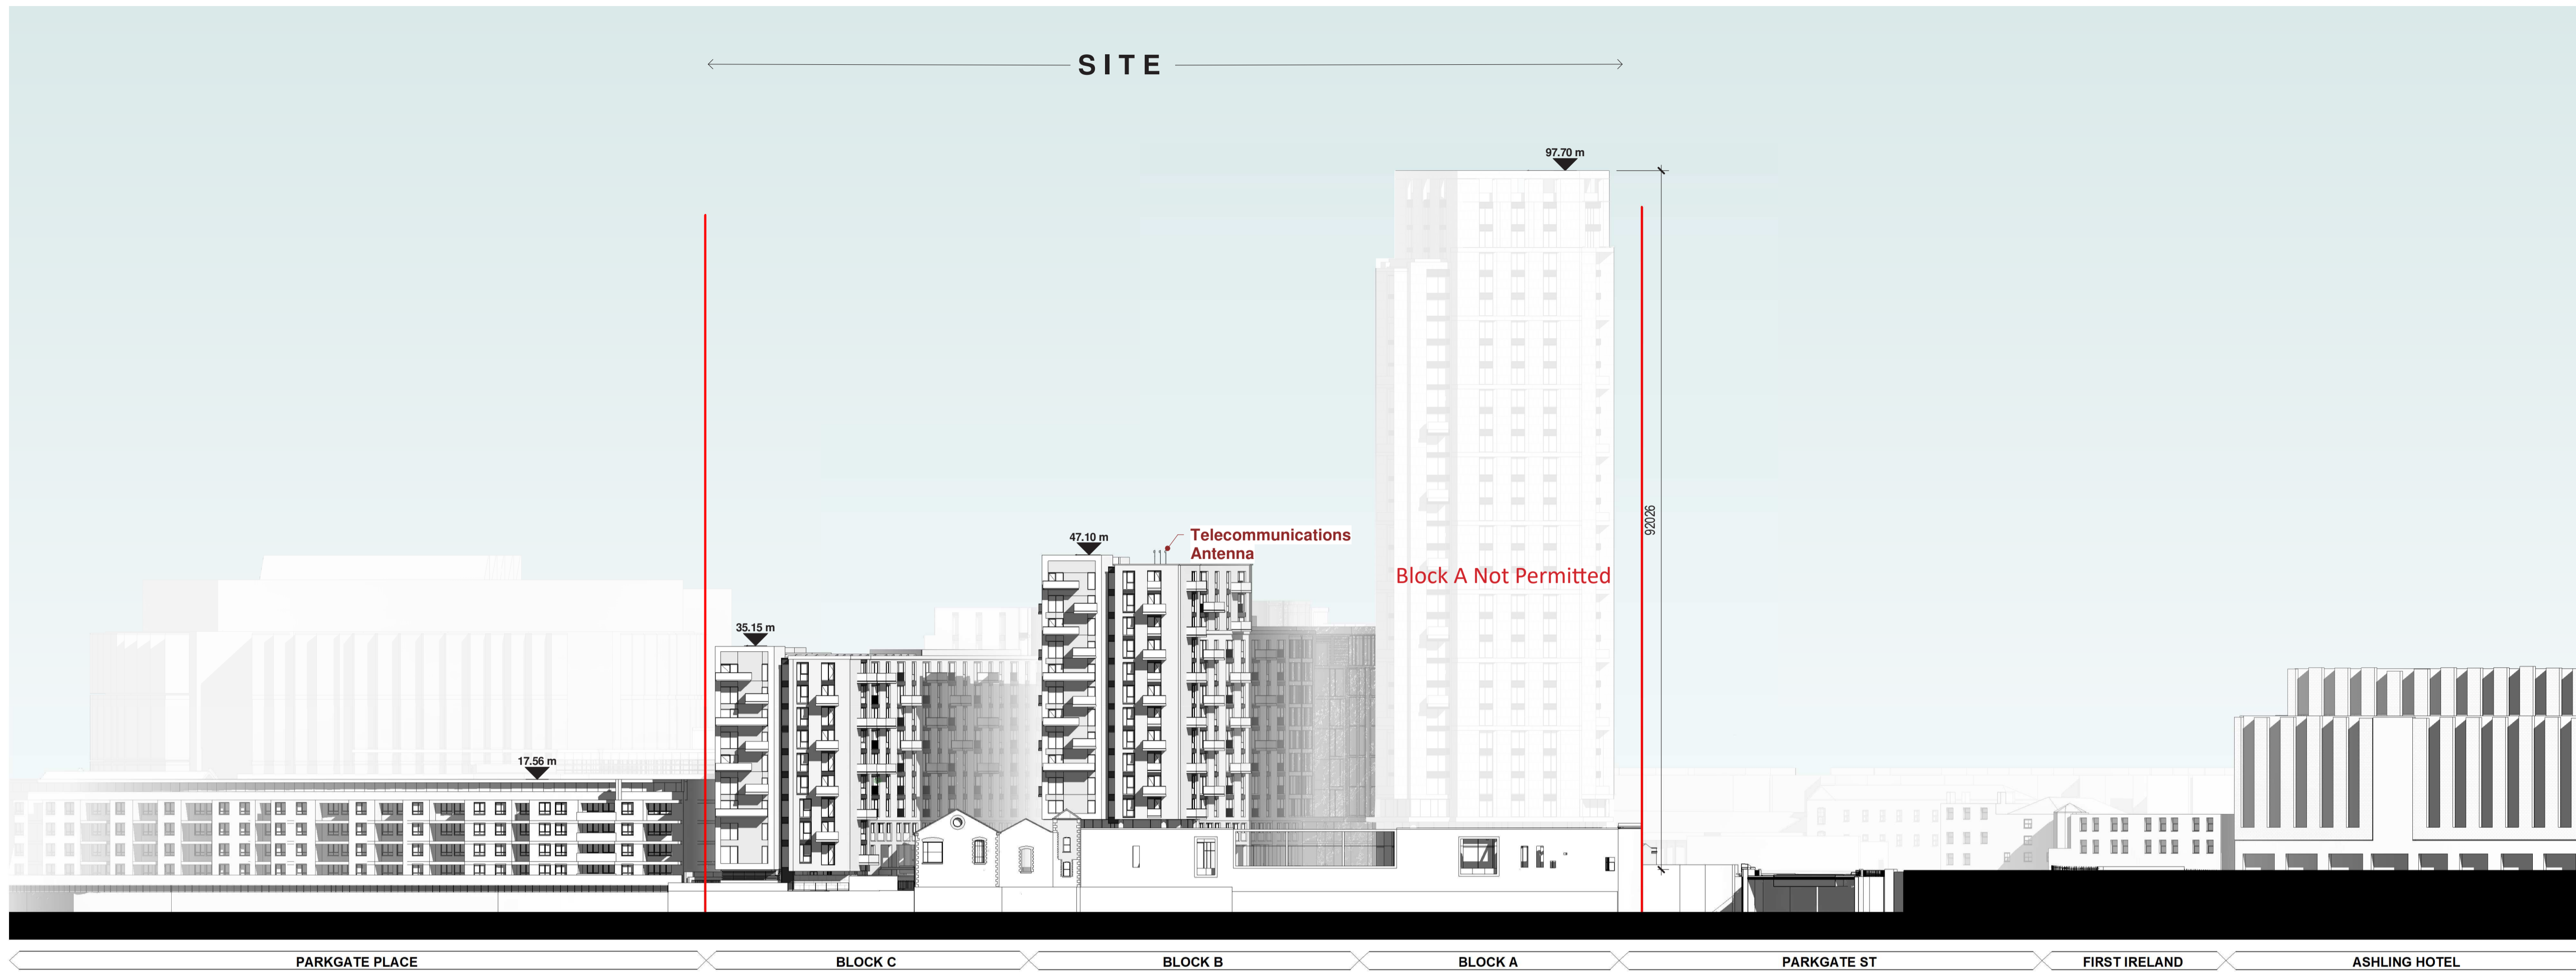 SITE
97.70 m
92026
47.10 m
Telecommunications
Antenna
Block A Not Permitted
35.15 m
17.56 m
PARKGATE PLACE
BLOCK C
BLOCK B
BLOCK A
PARKGATE ST
FIRST IRELAND
ASHLING HOTEL